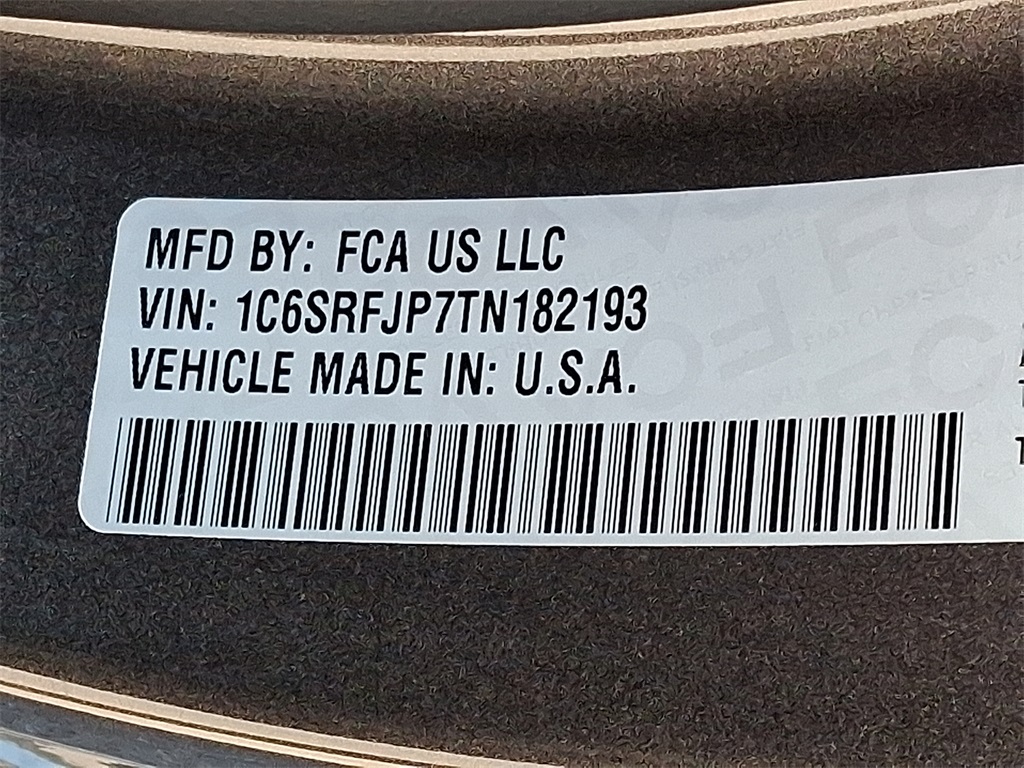 MFD BY: FCA US LLC
VIN: 1C6SRFJP7TN182193
VEHICLE MADE IN: U.S.A.